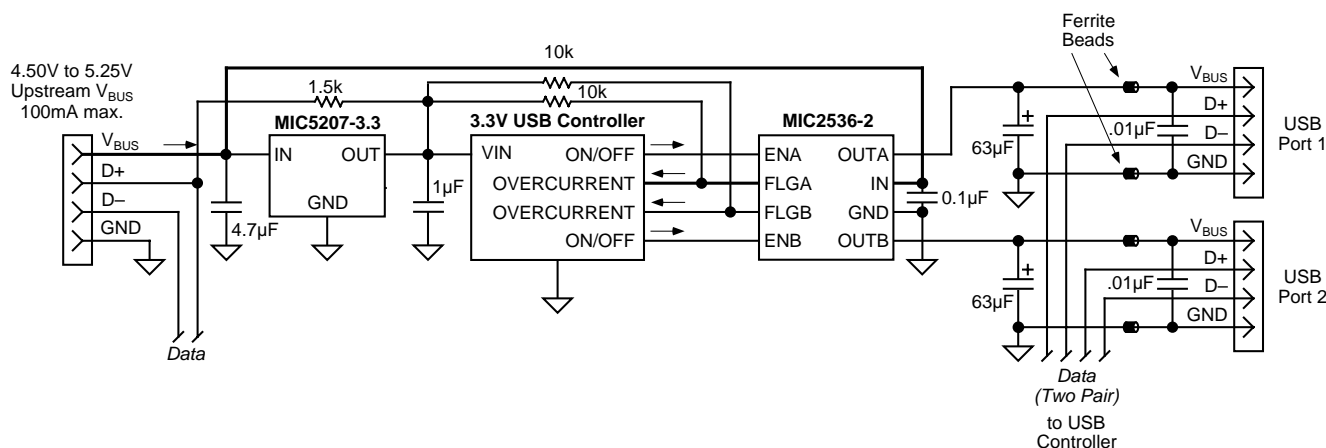 4.50V to 5.25V
Upstream VBUS
100mA max.
VBUS
D+
D–
GND
Data
4.7µF
1.5k
10k
10k
MIC5207-3.3
IN
OUT
GND
1µF
3.3V USB Controller
VIN
ON/OFF
OVERCURRENT
OVERCURRENT
ON/OFF
MIC2536-2
ENA
OUTA
FLGA
IN
FLGB
GND
ENB
OUTB
0.1µF
Ferrite
Beads
63µF
.01µF
VBUS
D+
D–
GND
USB
Port 1
63µF
.01µF
VBUS
D+
D–
GND
USB
Port 2
Data
(Two Pair)
to USB
Controller